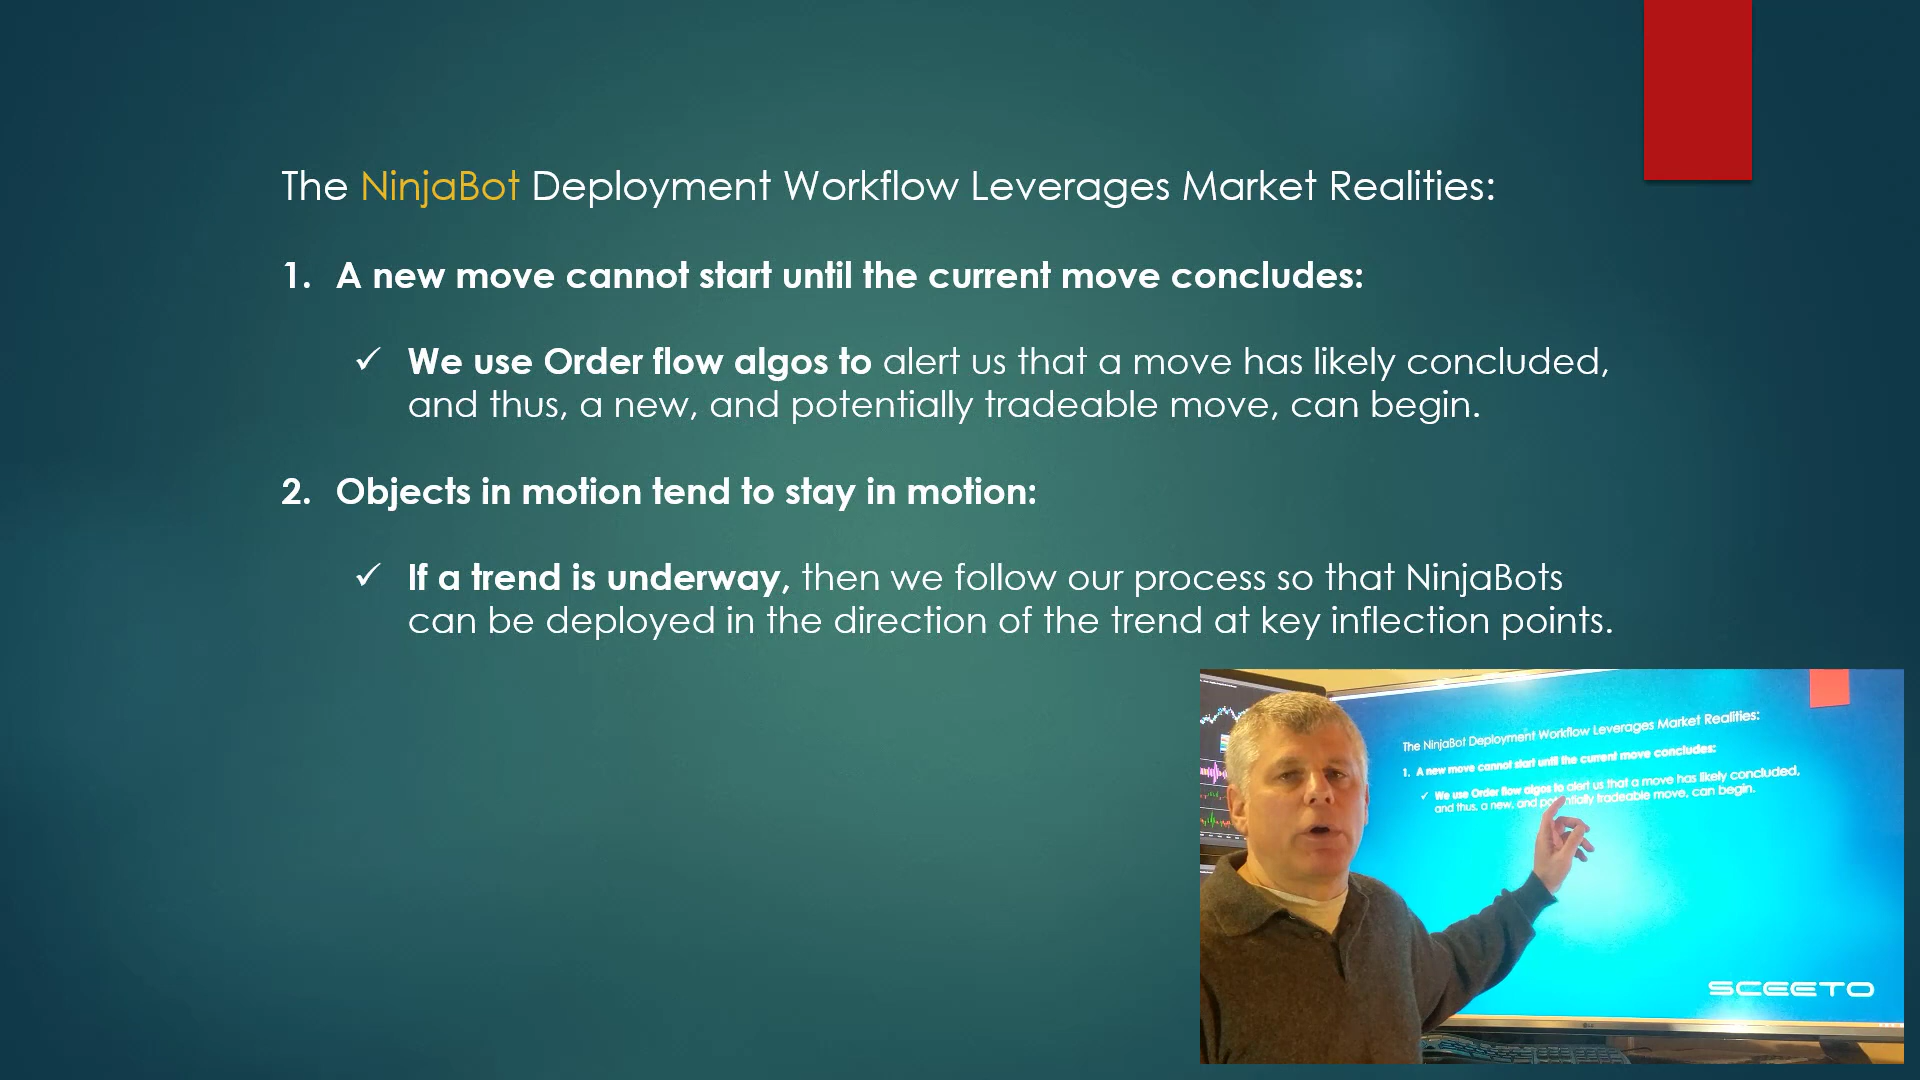 The NinjaBot Deployment Workflow Leverages Market Realities:
1. A new move cannot start until the current move concludes:
✓ We use Order flow algos to alert us that a move has likely concluded,
and thus, a new, and potentially tradeable move, can begin.
2. Objects in motion tend to stay in motion:
✓ If a trend is underway, then we follow our process so that NinjaBots
can be deployed in the direction of the trend at key inflection points.
The NinjaBot Deployment Workflow Leverages Market Realities:
1. A new move cannot start until the current move concludes:
✓ We use Order flow algos to alert us that a move has likely concluded,
and thus, a new, and potentially tradeable move, can begin.
SCEETO
LG